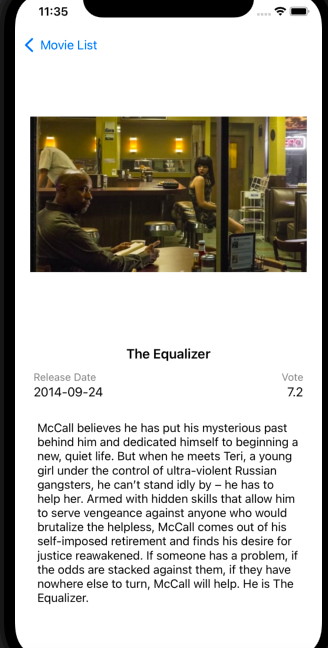 11:35
Movie List
The Equalizer
Release Date Vote
2014-09-24 7.2
McCall believes he has put his mysterious past
behind him and dedicated himself to beginning a
new, quiet life. But when he meets Teri, a young
girl under the control of ultra-violent Russian
gangsters, he can’t stand idly by – he has to
help her. Armed with hidden skills that allow him
to serve vengeance against anyone who would
brutalize the helpless, McCall comes out of his
self-imposed retirement and finds his desire for
justice reawakened. If someone has a problem, if
the odds are stacked against them, if they have
nowhere else to turn, McCall will help. He is The
Equalizer.